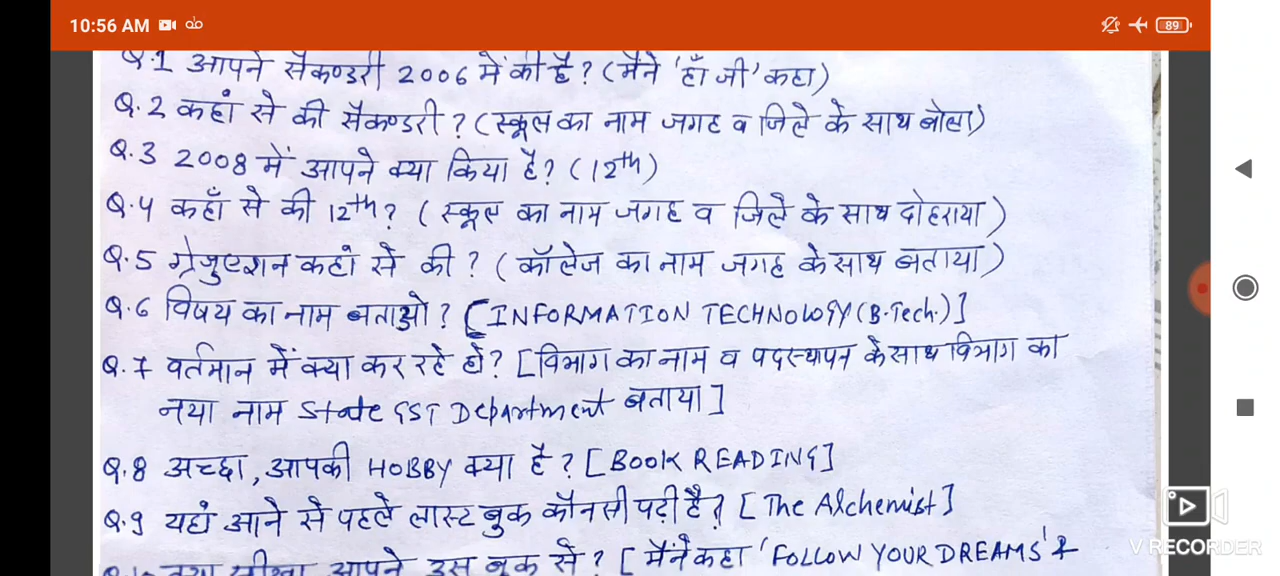 10:56 AM
89
Q.1 आपने सैकण्डरी 2006 में की है? (मैंने 'हाँ जी' कहा)
Q.2 कहां से की सैकण्डरी? (स्कूल का नाम जगह व जिले के साथ बोला)
Q.3 2008 में आपने क्या किया है? (12th)
Q.4 कहाँ से की 12th? (स्कूल का नाम जगह व जिले के साथ दोहराया)
Q.5 ग्रेजुएशन कहां से की? (कॉलेज का नाम जगह के साथ बताया)
Q.6 विषय का नाम बताओ? [INFORMATION TECHNOLOGY (B.Tech.)]
Q.7 वर्तमान में क्या कर रहे हो? [विभाग का नाम व पदस्थापन के साथ विभाग का
नया नाम State GST Department बताया]
Q.8 अच्छा, आपकी HOBBY क्या है? [BOOK READING]
Q.9 यहां आने से पहले लास्ट बुक कौनसी पढ़ी है? [The Alchemist]
आपने उस बुक से? [मैंने कहा 'FOLLOW YOUR DREAMS' &
V RECORDER